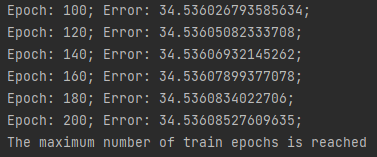 Epoch: 100; Error: 34.536026793585634;
Epoch: 120; Error: 34.53605082333708;
Epoch: 140; Error: 34.53606932145262;
Epoch: 160; Error: 34.53607899377078;
Epoch: 180; Error: 34.5360834022706;
Epoch: 200; Error: 34.53608527609635;
The maximum number of train epochs is reached